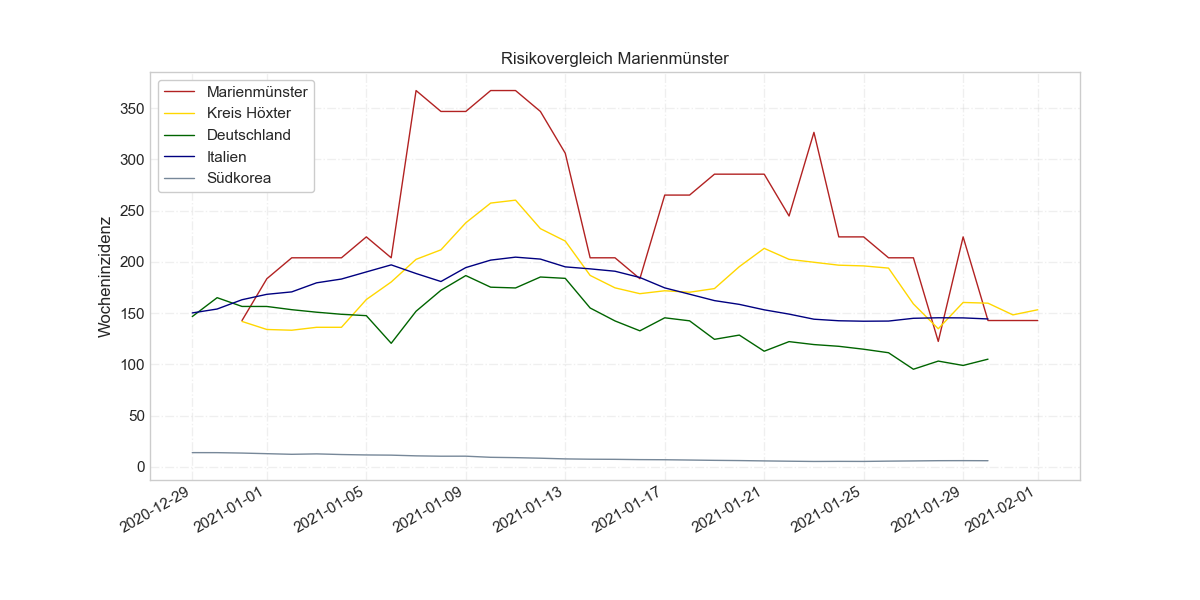 Risikovergleich Marienmünster
Marienmünster
Kreis Höxter
Deutschland
Italien
Südkorea
Wocheninzidenz
350
300
250
200
150
100
50
0
2020-12-29
2021-01-01
2021-01-05
2021-01-09
2021-01-13
2021-01-17
2021-01-21
2021-01-25
2021-01-29
2021-02-01